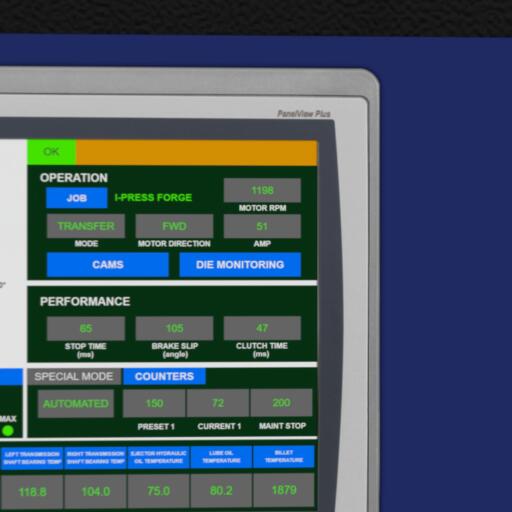 PanelView Plus
OK
OPERATION
JOB I-PRESS FORGE 1198
MOTOR RPM
TRANSFER FWD 51
MODE MOTOR DIRECTION AMP
CAMS DIE MONITORING
0°
PERFORMANCE
65 105 47
STOP TIME BRAKE SLIP CLUTCH TIME
(ms) (angle) (ms)
SPECIAL MODE COUNTERS
AUTOMATED 150 72 200
MAX
PRESET 1 CURRENT 1 MAINT STOP
LEFT TRANSMISSION RIGHT TRANSMISSION EJECTOR HYDRAULIC LUBE OIL BILLET
SHAFT BEARING TEMP SHAFT BEARING TEMP OIL TEMPERATURE TEMPERATURE TEMPERATURE
118.8 104.0 75.0 80.2 1879